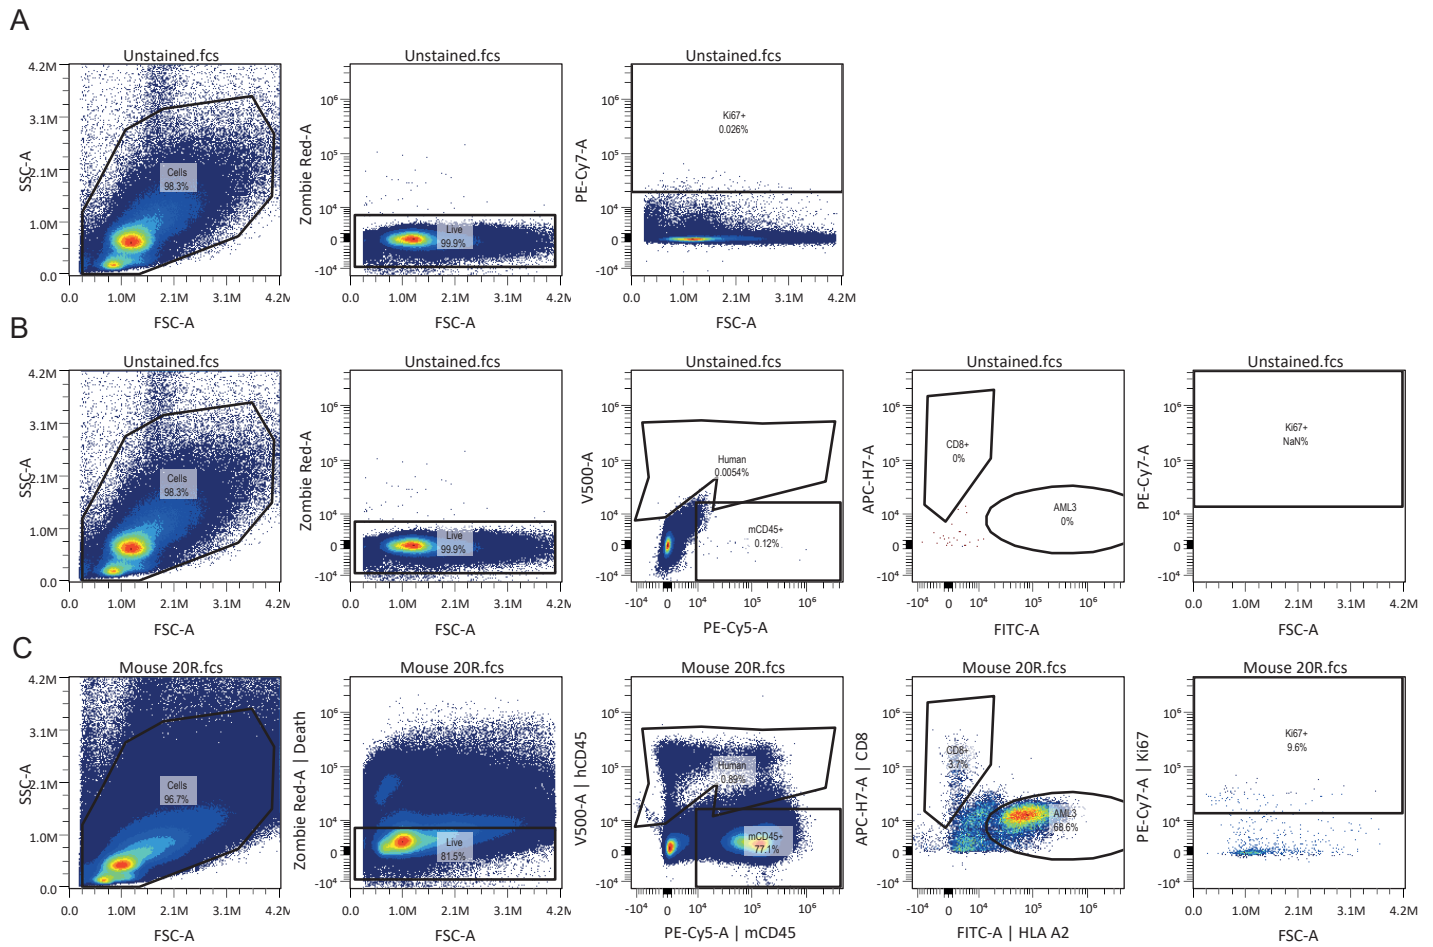 A
Unstained.fcs
Unstained.fcs
Unstained.fcs
4.2M
3.1M
2.1M
1.0M
0.0
SSC-A
Cells
98.3%
0.0 1.0M 2.1M 3.1M 4.2M
FSC-A
10⁶
10⁵
10⁴
0
-10⁴
Zombie Red-A
Live
99.9%
0.0 1.0M 2.1M 3.1M 4.2M
FSC-A
10⁶
10⁵
10⁴
0
-10⁴
PE-Cy7-A
Ki67+
0.026%
0.0 1.0M 2.1M 3.1M 4.2M
FSC-A
B
Unstained.fcs
Unstained.fcs
Unstained.fcs
Unstained.fcs
Unstained.fcs
4.2M
3.1M
2.1M
1.0M
0.0
SSC-A
Cells
98.3%
0.0 1.0M 2.1M 3.1M 4.2M
FSC-A
10⁶
10⁵
10⁴
0
-10⁴
Zombie Red-A
Live
99.9%
0.0 1.0M 2.1M 3.1M 4.2M
FSC-A
10⁶
10⁵
10⁴
0
-10⁴
V500-A
Human
0.0054%
mCD45+
0.12%
-10⁴ 0 10⁴ 10⁵ 10⁶
PE-Cy5-A
10⁶
10⁵
10⁴
0
-10⁴
APC-H7-A
CD8+
0%
AML3
0%
-10⁴ 0 10⁴ 10⁵ 10⁶
FITC-A
10⁶
10⁵
10⁴
0
-10⁴
PE-Cy7-A
Ki67+
NaN%
0.0 1.0M 2.1M 3.1M 4.2M
FSC-A
C
Mouse 20R.fcs
Mouse 20R.fcs
Mouse 20R.fcs
Mouse 20R.fcs
Mouse 20R.fcs
4.2M
3.1M
2.1M
1.0M
0.0
SSC-A
Cells
96.7%
0.0 1.0M 2.1M 3.1M 4.2M
FSC-A
10⁶
10⁵
10⁴
0
-10⁴
Zombie Red-A | Death
Live
81.5%
0.0 1.0M 2.1M 3.1M 4.2M
FSC-A
10⁶
10⁵
10⁴
0
-10⁴
V500-A | hCD45
Human
0.89%
mCD45+
77.1%
-10⁴ 0 10⁴ 10⁵ 10⁶
PE-Cy5-A | mCD45
10⁶
10⁵
10⁴
0
-10⁴
APC-H7-A | CD8
CD8+
3.7%
AML3
68.6%
-10⁴ 0 10⁴ 10⁵ 10⁶
FITC-A | HLA A2
10⁶
10⁵
10⁴
0
-10⁴
PE-Cy7-A | Ki67
Ki67+
9.6%
0.0 1.0M 2.1M 3.1M 4.2M
FSC-A